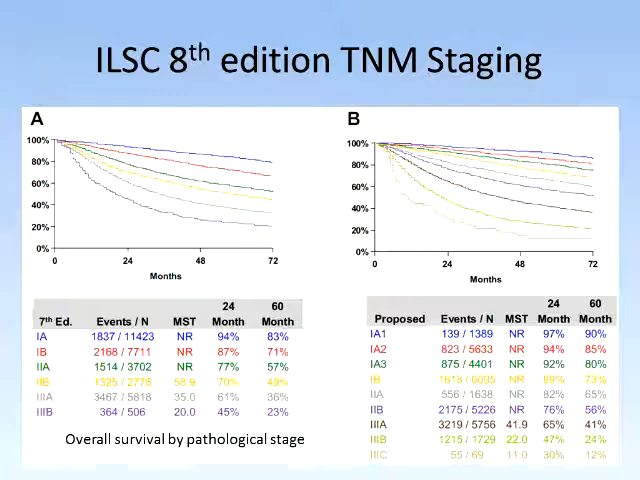 ILSC 8th edition TNM Staging
A
100%
80%
60%
40%
20%
0%
0 24 48 72
Months
24 60
7th Ed. Events / N MST Month Month
IA 1837 / 11423 NR 94% 83%
IB 2168 / 7711 NR 87% 71%
IIA 1514 / 3702 NR 77% 57%
IIB 1325 / 2776 58.9 70% 49%
IIIA 3467 / 5818 35.0 61% 36%
IIIB 364 / 506 20.0 45% 23%
Overall survival by pathological stage
B
100%
80%
60%
40%
20%
0%
0 24 48 72
Months
24 60
Proposed Events / N MST Month Month
IA1 139 / 1389 NR 97% 90%
IA2 823 / 5633 NR 94% 85%
IA3 875 / 4401 NR 92% 80%
IB 1618 / 6095 NR 89% 73%
IIA 556 / 1638 NR 82% 65%
IIB 2175 / 5226 NR 76% 56%
IIIA 3219 / 5756 41.9 65% 41%
IIIB 1215 / 1729 22.0 47% 24%
IIIC 55 / 69 11.0 30% 12%